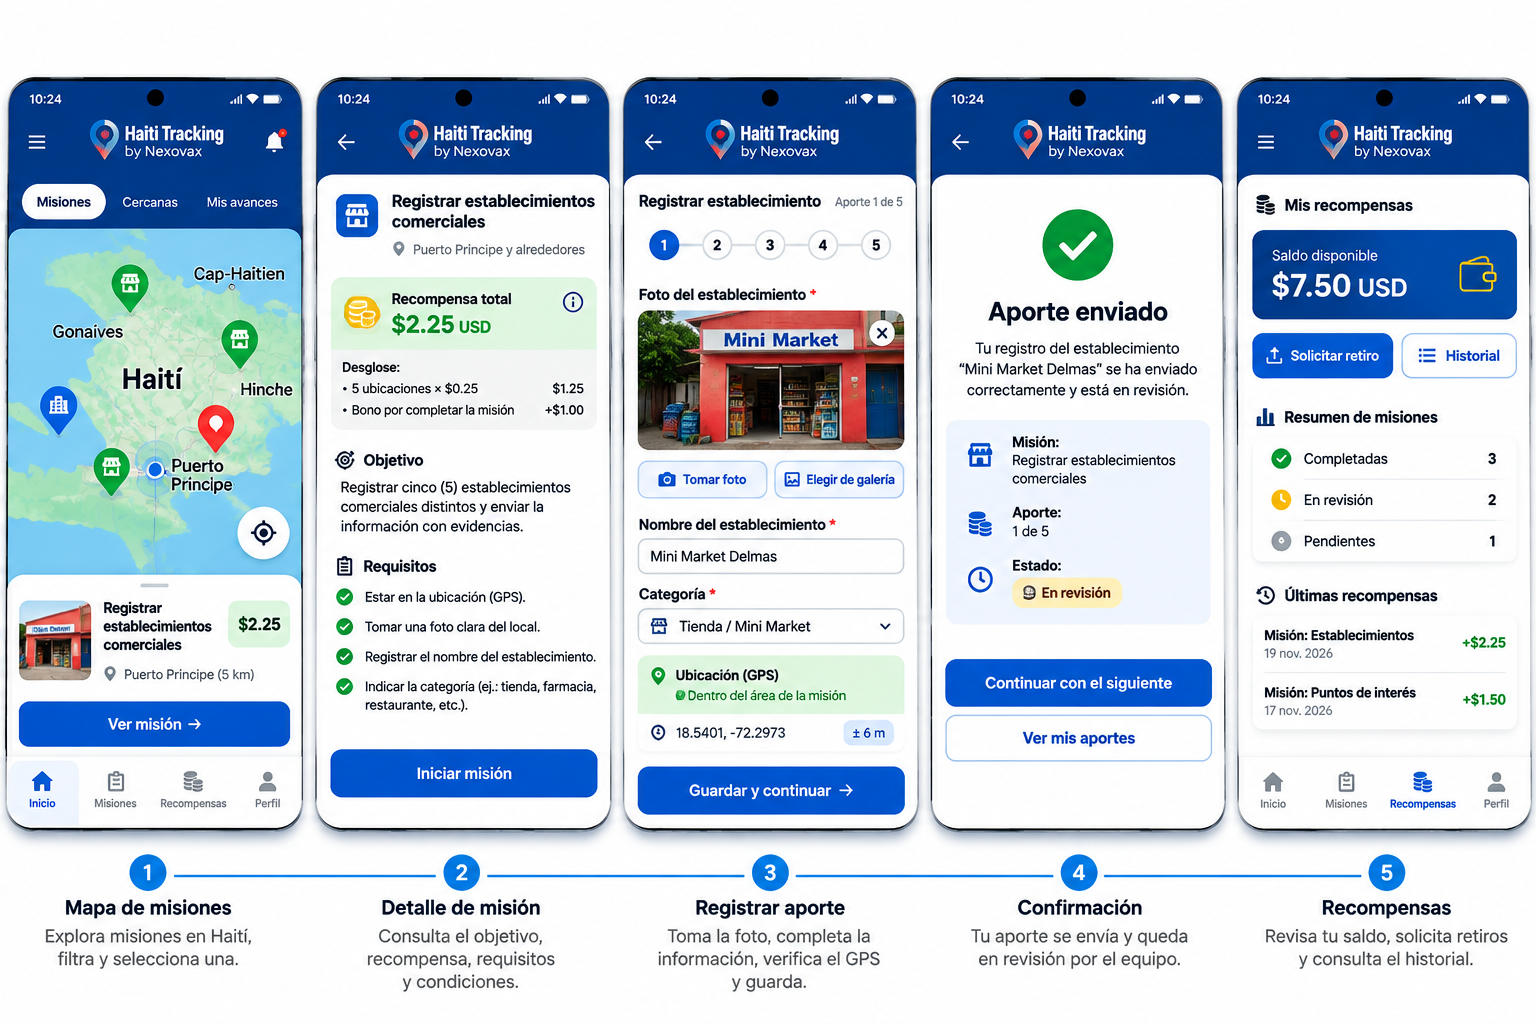 10:24
Haiti Tracking
by Nexovax
Misiones
Cercanas
Mis avances
Cap-Haitien
Gonaives
Haití
Hinche
Puerto
Príncipe
Registrar
establecimientos
comerciales
$2.25
Puerto Principe (5 km)
Ver misión →
Inicio
Misiones
Recompensas
Perfil
10:24
Haiti Tracking
by Nexovax
Registrar establecimientos
comerciales
Puerto Principe y alrededores
Recompensa total
$2.25 USD
Desglose:
• 5 ubicaciones × $0.25 $1.25
• Bono por completar la misión +$1.00
Objetivo
Registrar cinco (5) establecimientos
comerciales distintos y enviar la
información con evidencias.
Requisitos
Estar en la ubicación (GPS).
Tomar una foto clara del local.
Registrar el nombre del establecimiento.
Indicar la categoría (ej.: tienda, farmacia,
restaurante, etc.).
Iniciar misión
10:24
Haiti Tracking
by Nexovax
Registrar establecimiento Aporte 1 de 5
1 2 3 4 5
Foto del establecimiento *
Mini Market
Tomar foto
Elegir de galería
Nombre del establecimiento *
Mini Market Delmas
Categoría *
Tienda / Mini Market
Ubicación (GPS)
Dentro del área de la misión
18.5401, -72.2973 ± 6 m
Guardar y continuar →
10:24
Haiti Tracking
by Nexovax
Aporte enviado
Tu registro del establecimiento
“Mini Market Delmas” se ha enviado
correctamente y está en revisión.
Misión:
Registrar establecimientos
comerciales
Aporte:
1 de 5
Estado:
En revisión
Continuar con el siguiente
Ver mis aportes
10:24
Haiti Tracking
by Nexovax
Mis recompensas
Saldo disponible
$7.50 USD
Solicitar retiro
Historial
Resumen de misiones
Completadas 3
En revisión 2
Pendientes 1
Últimas recompensas
Misión: Establecimientos
19 nov. 2026
+$2.25
Misión: Puntos de interés
17 nov. 2026
+$1.50
Inicio
Misiones
Recompensas
Perfil
1
Mapa de misiones
Explora misiones en Haití,
filtra y selecciona una.
2
Detalle de misión
Consulta el objetivo,
recompensa, requisitos
y condiciones.
3
Registrar aporte
Toma la foto, completa la
información, verifica el GPS
y guarda.
4
Confirmación
Tu aporte se envía y queda
en revisión por el equipo.
5
Recompensas
Revisa tu saldo, solicita retiros
y consulta el historial.